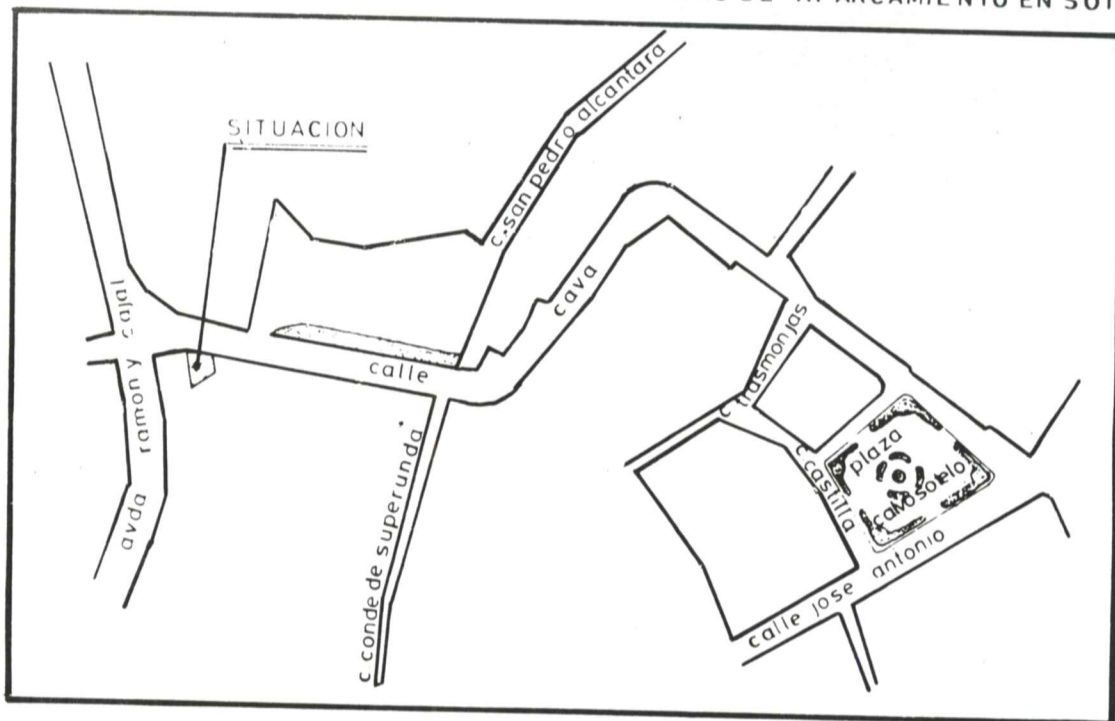 APARCAMIENTO EN
SITUACION
c. san pedro alcantara
avda ramon y cajal
calle cava
c conde de superunda
c trasmonjas
c castilla
plaza
calvo sotelo
calle jose antonio